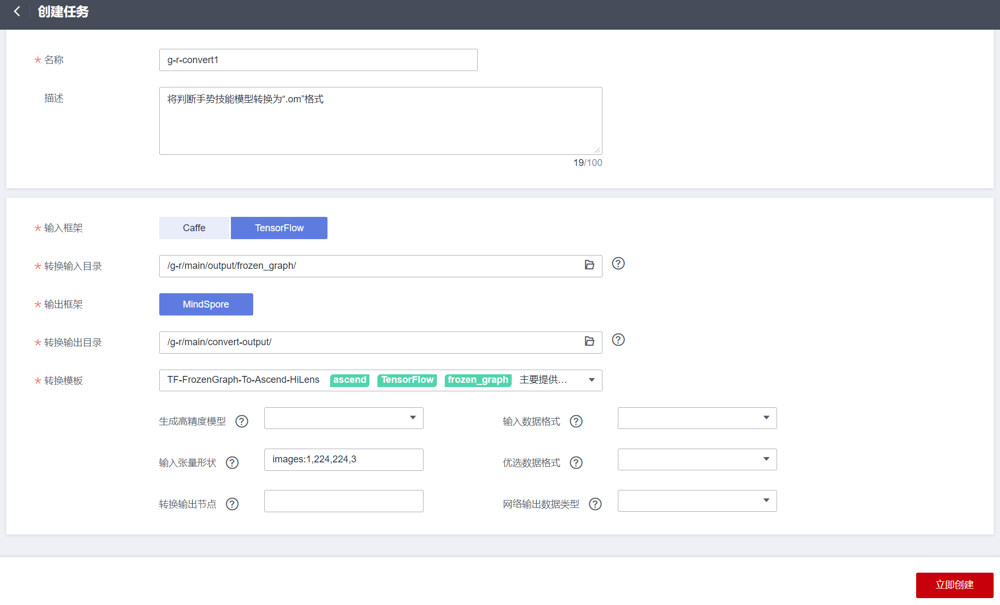 创建任务
* 名称
g-r-convert1
描述
将判断手势技能模型转换为“.om”格式
19/100
* 输入框架
Caffe
TensorFlow
* 转换输入目录
/g-r/main/output/frozen_graph/
* 输出框架
MindSpore
* 转换输出目录
/g-r/main/convert-output/
* 转换模板
TF-FrozenGraph-To-Ascend-HiLens ascend TensorFlow frozen_graph 主要提供...
生成高精度模型
输入数据格式
输入张量形状
images:1,224,224,3
优选数据格式
转换输出节点
网络输出数据类型
立即创建